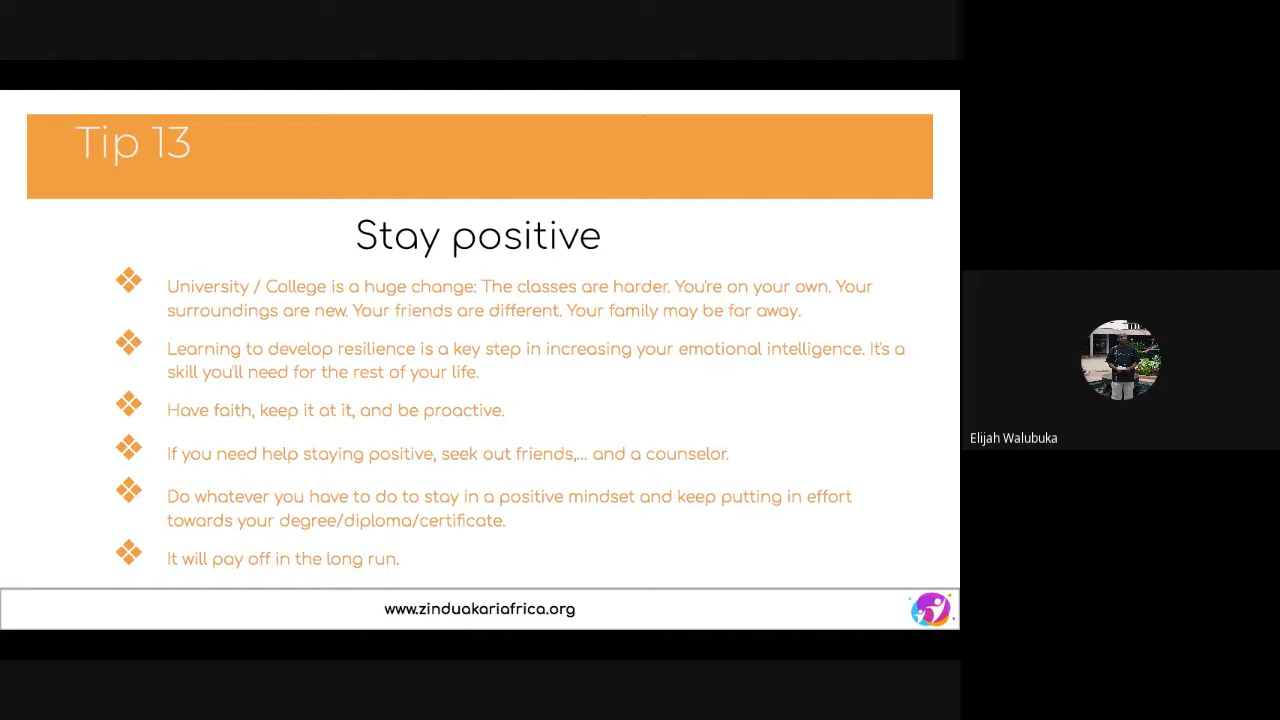 Tip 13
Stay positive
University / College is a huge change: The classes are harder. You're on your own. Your
surroundings are new. Your friends are different. Your family may be far away.
Learning to develop resilience is a key step in increasing your emotional intelligence. It's a
skill you'll need for the rest of your life.
Have faith, keep it at it, and be proactive.
If you need help staying positive, seek out friends,... and a counselor.
Do whatever you have to do to stay in a positive mindset and keep putting in effort
towards your degree/diploma/certificate.
It will pay off in the long run.
www.zinduakariafrica.org
Elijah Walubuka